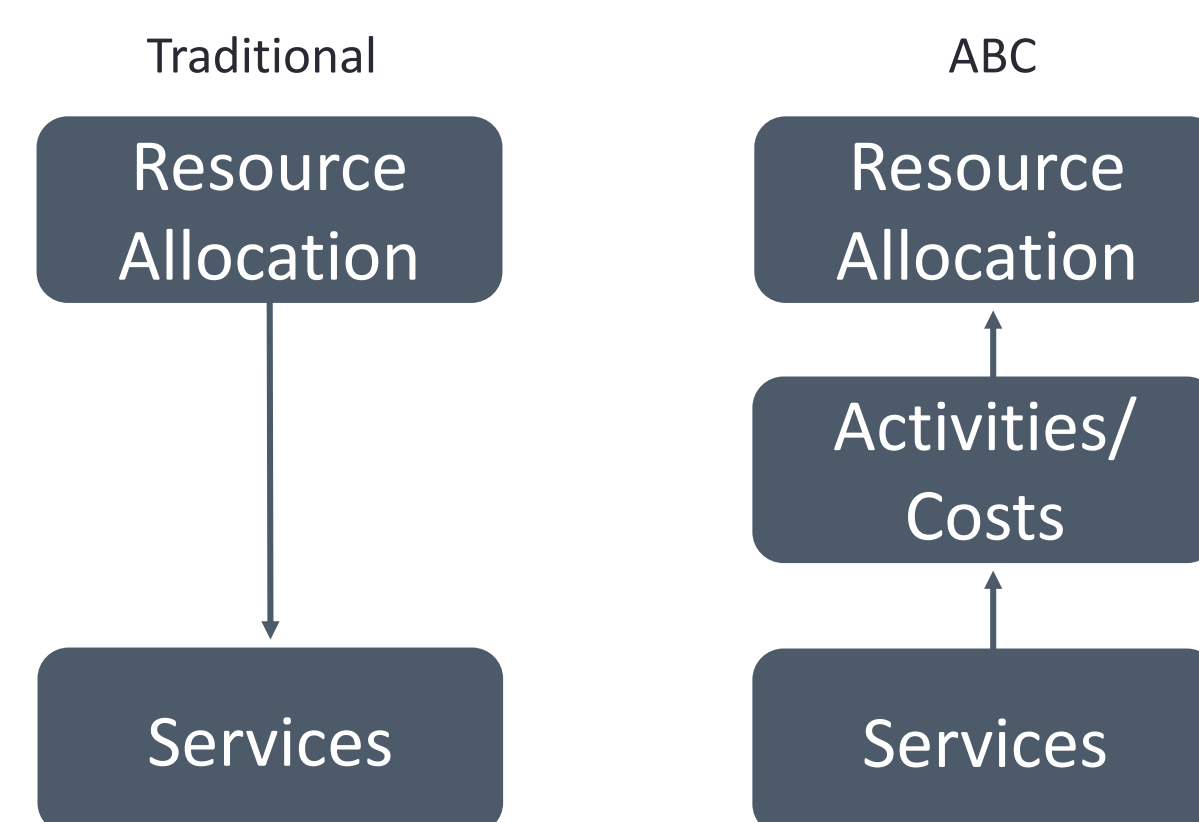 Traditional
Resource
Allocation
Services
ABC
Resource
Allocation
Activities/
Costs
Services